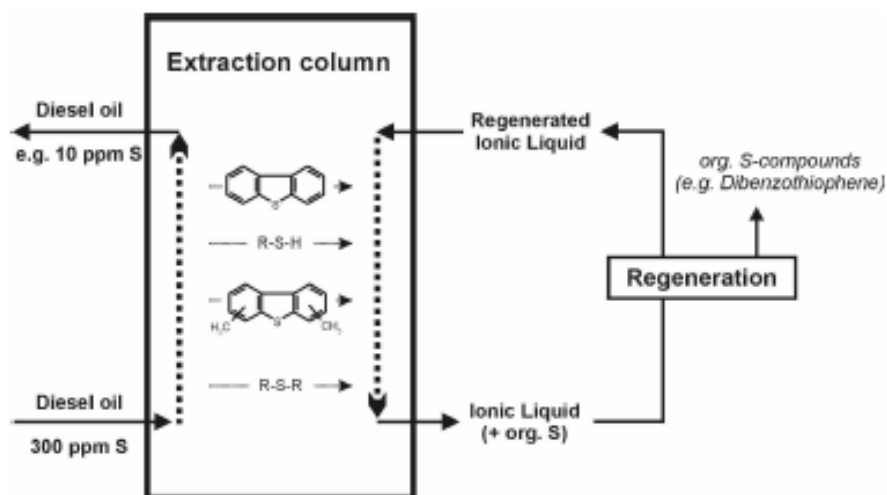 Extraction column
Diesel oil
e.g. 10 ppm S
Regenerated
Ionic Liquid
org. S-compounds
(e.g. Dibenzothiophene)
S
R-S-H
Regeneration
H₃C
S
CH₃
R-S-R
Diesel oil
300 ppm S
Ionic Liquid
(+ org. S)